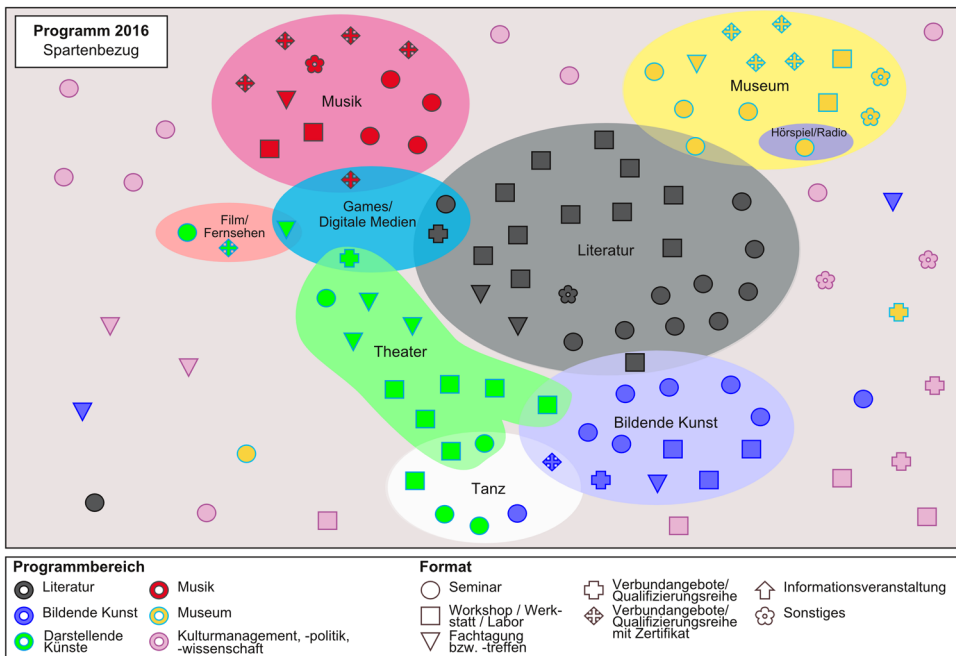 Programm 2016
Spartenbezug
Musik
Museum
Hörspiel/Radio
Games/
Digitale Medien
Film/
Fernsehen
Literatur
Theater
Bildende Kunst
Tanz
Programmbereich
Literatur
Musik
Bildende Kunst
Museum
Darstellende
Künste
Kulturmanagement, -politik,
-wissenschaft
Format
Seminar
Workshop / Werk-
statt / Labor
Fachtagung
bzw. -treffen
Verbundangebote/
Qualifizierungsreihe
Verbundangebote/
Qualifizierungsreihe
mit Zertifikat
Informationsveranstaltung
Sonstiges